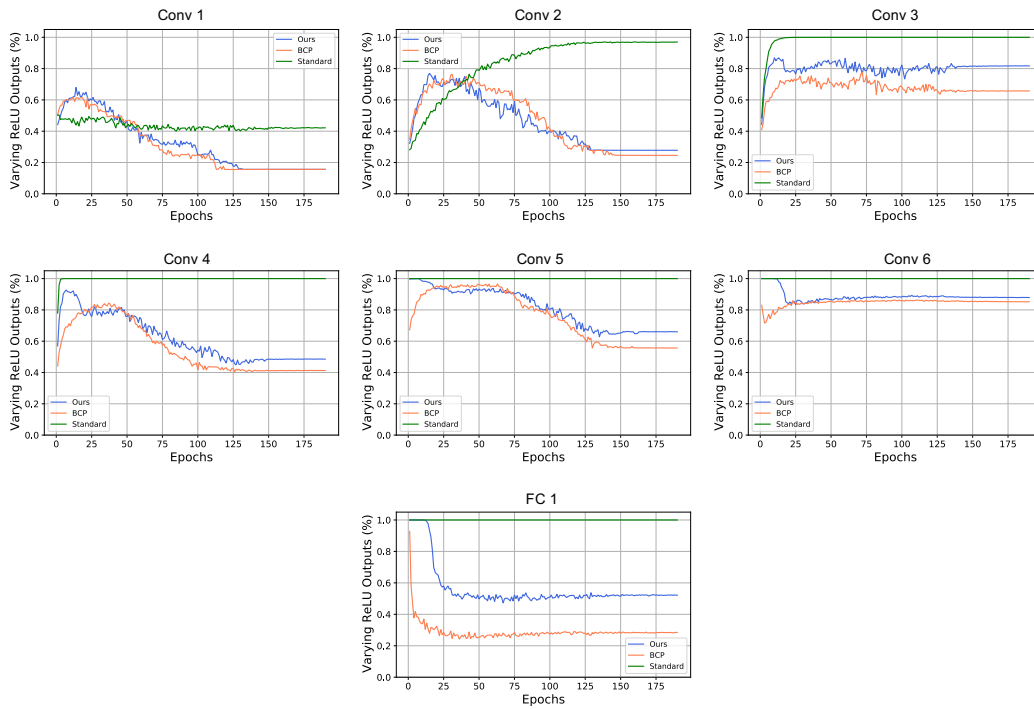 Conv 1
Varying ReLU Outputs (%)
1.0
0.8
0.6
0.4
0.2
0.0
Ours
BCP
Standard
0 25 50 75 100 125 150 175
Epochs
Conv 2
Varying ReLU Outputs (%)
1.0
0.8
0.6
0.4
0.2
0.0
Ours
BCP
Standard
0 25 50 75 100 125 150 175
Epochs
Conv 3
Varying ReLU Outputs (%)
1.0
0.8
0.6
0.4
0.2
0.0
Ours
BCP
Standard
0 25 50 75 100 125 150 175
Epochs
Conv 4
Varying ReLU Outputs (%)
1.0
0.8
0.6
0.4
0.2
0.0
Ours
BCP
Standard
0 25 50 75 100 125 150 175
Epochs
Conv 5
Varying ReLU Outputs (%)
1.0
0.8
0.6
0.4
0.2
0.0
Ours
BCP
Standard
0 25 50 75 100 125 150 175
Epochs
Conv 6
Varying ReLU Outputs (%)
1.0
0.8
0.6
0.4
0.2
0.0
Ours
BCP
Standard
0 25 50 75 100 125 150 175
Epochs
FC 1
Varying ReLU Outputs (%)
1.0
0.8
0.6
0.4
0.2
0.0
Ours
BCP
Standard
0 25 50 75 100 125 150 175
Epochs